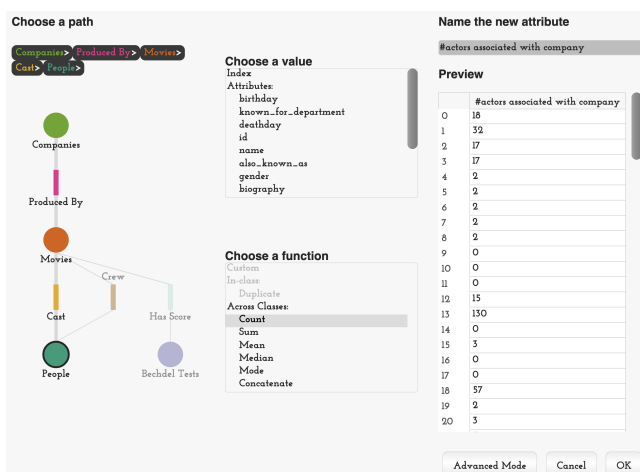 Choose a path
Companies> Produced By> Movies>
Cast> People>
Companies
Produced By
Movies
Crew
Cast
Has Score
People
Bechdel Tests
Choose a value
Index
Attributes:
birthday
known_for_department
deathday
id
name
also_known_as
gender
biography
Choose a function
Custom
In-class:
Duplicate
Across Classes:
Count
Sum
Mean
Median
Mode
Concatenate
Name the new attribute
#actors associated with company
Preview
#actors associated with company
0 18
1 32
2 17
3 17
4 2
5 2
6 2
7 2
8 2
9 0
10 0
11 0
12 15
13 130
14 0
15 3
16 0
17 0
18 57
19 2
20 3
Advanced Mode Cancel OK